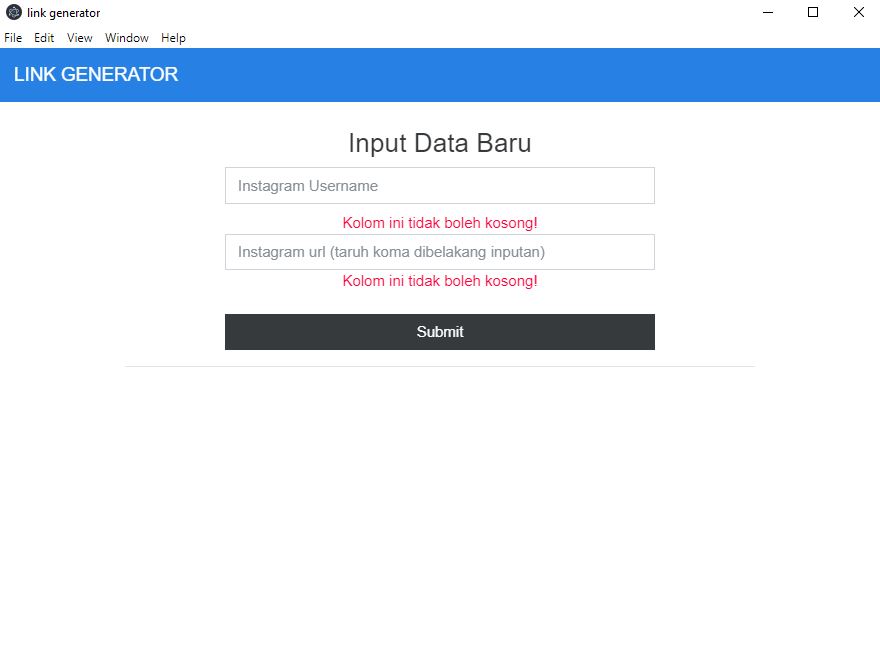 link generator
File Edit View Window Help
LINK GENERATOR
Input Data Baru
Instagram Username
Kolom ini tidak boleh kosong!
Instagram url (taruh koma dibelakang inputan)
Kolom ini tidak boleh kosong!
Submit